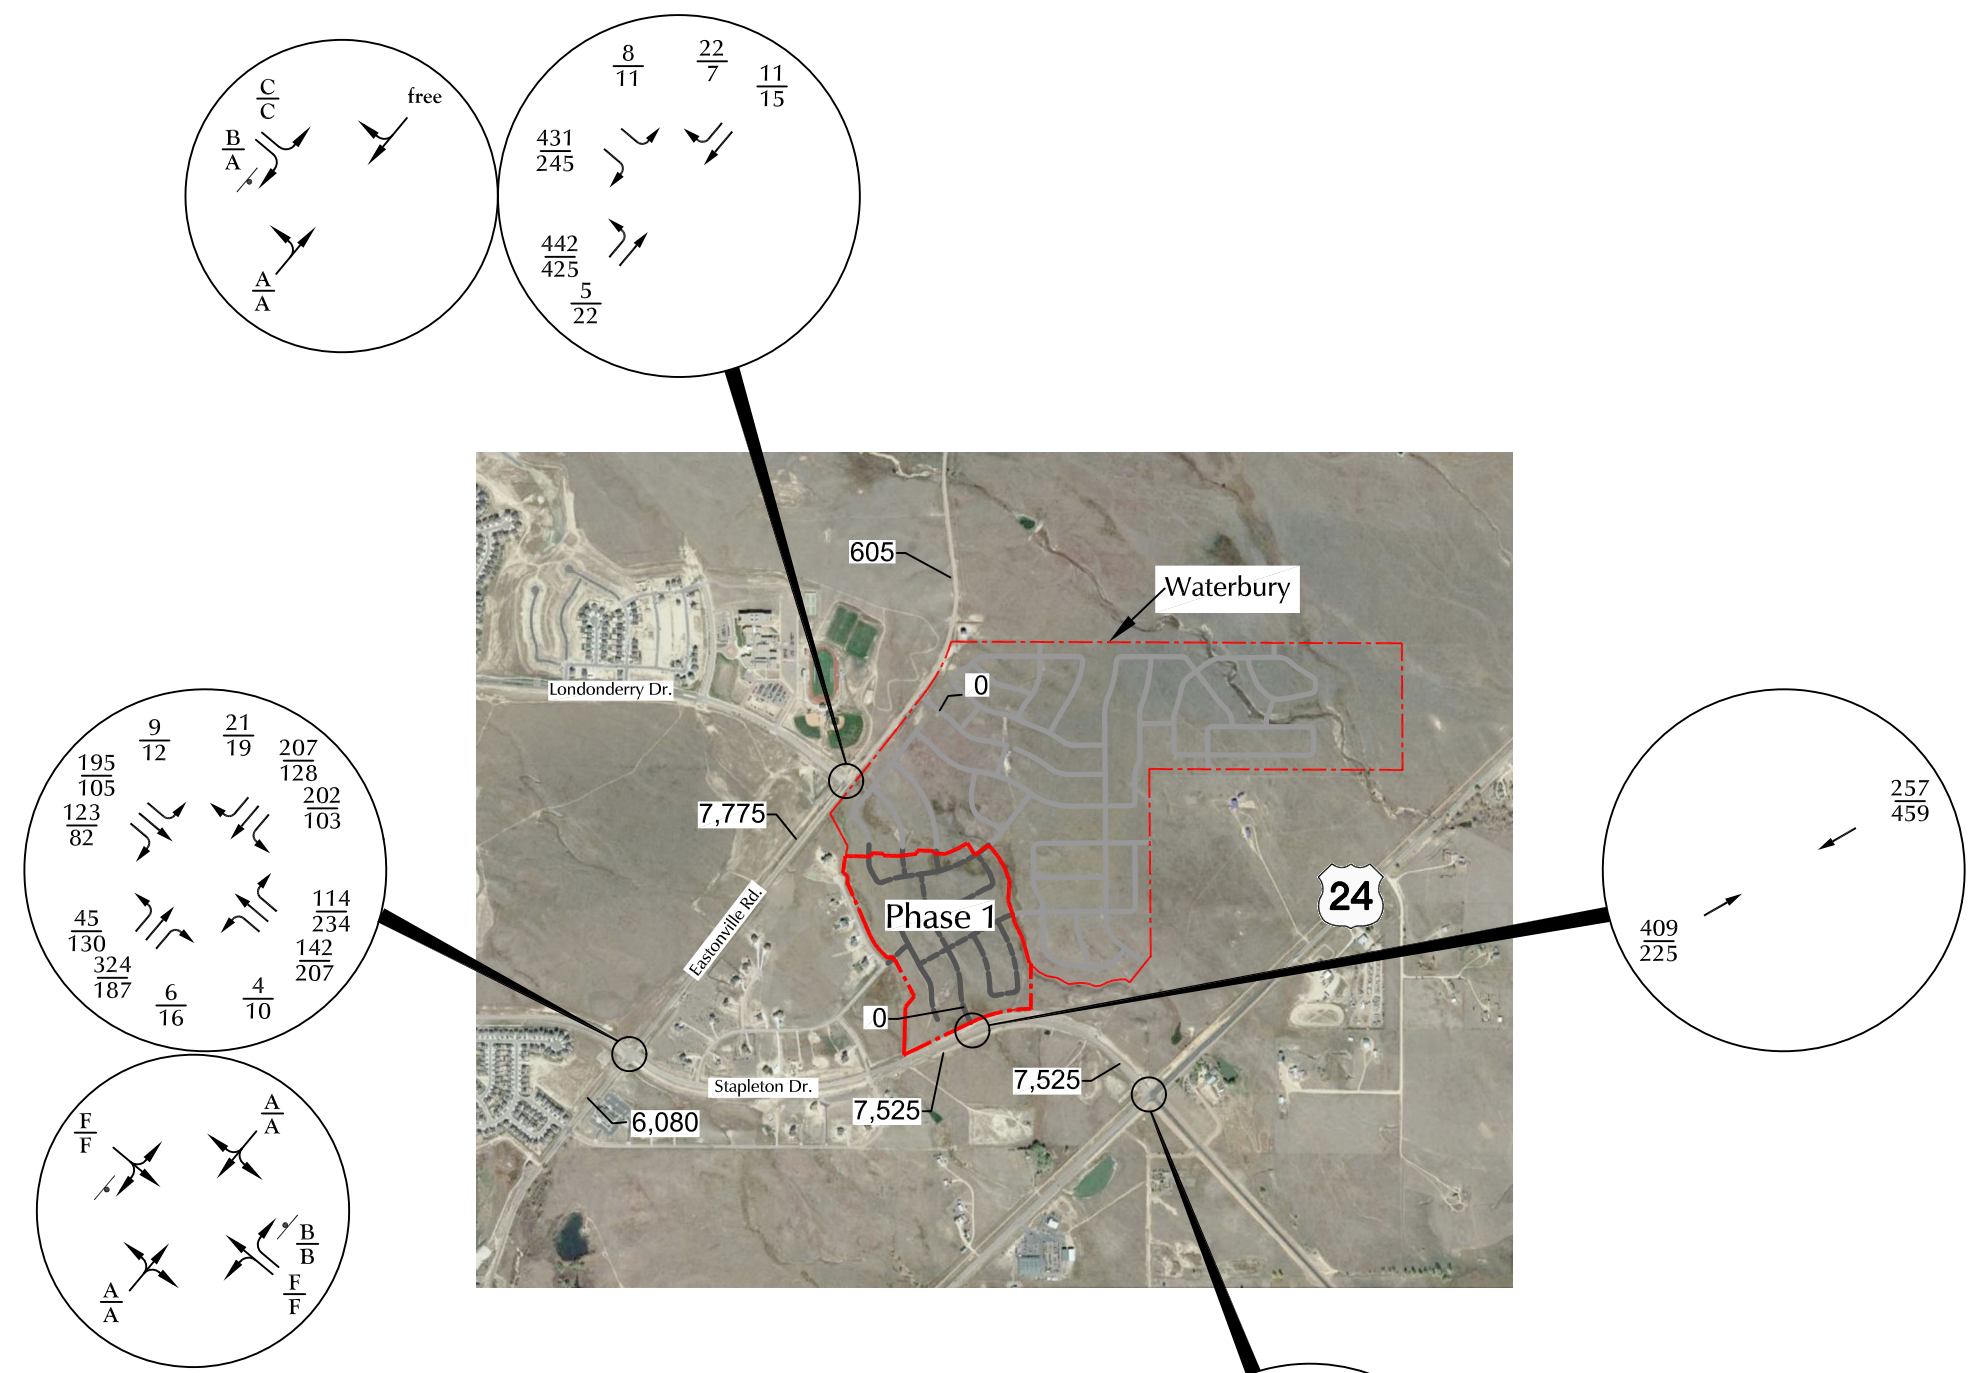 C
C
B
A
free
A
A
8
11
22
7
11
15
431
245
442
425
5
22
605
Waterbury
Londonderry Dr.
0
7,775
Eastonville Rd.
Phase 1
24
0
Stapleton Dr.
7,525
7,525
6,080
9
12
21
19
195
105
207
128
123
82
202
103
45
130
114
234
324
187
142
207
6
16
4
10
F
F
A
A
B
B
A
A
F
F
257
459
409
225